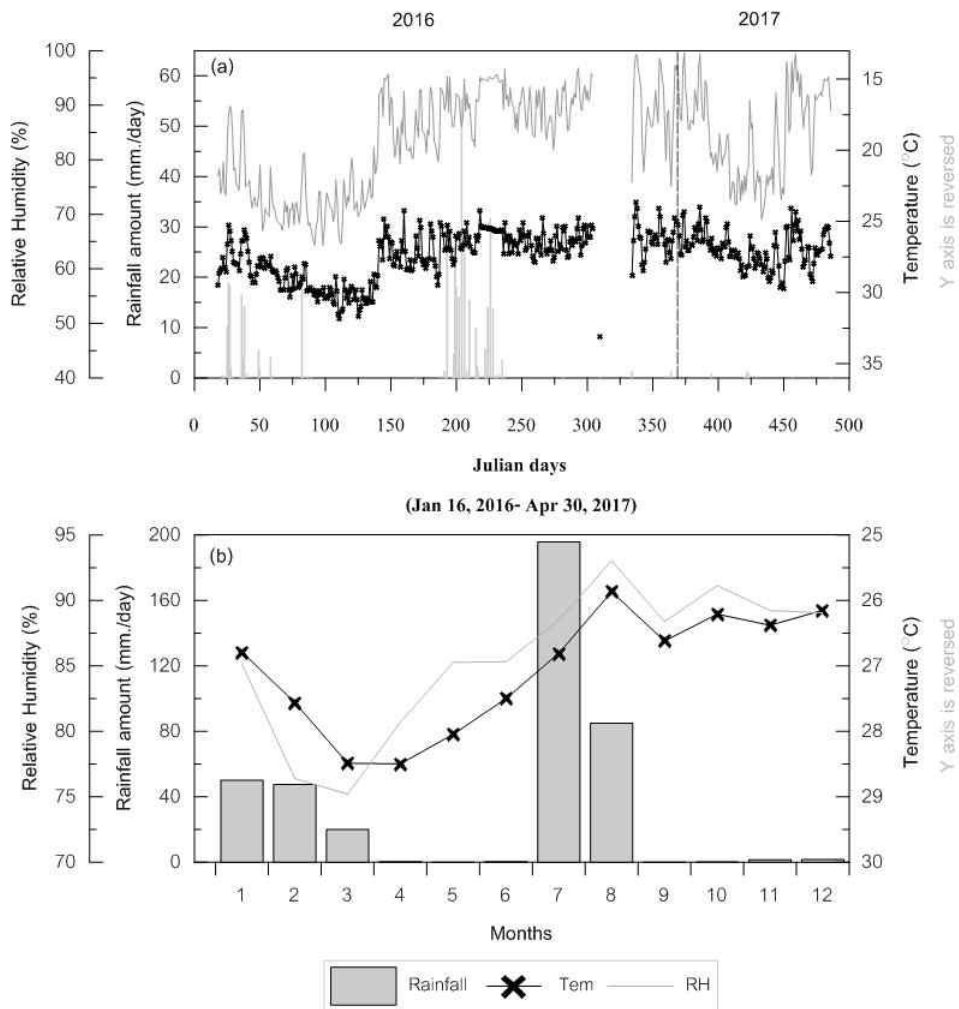 2016 2017
(a)
Relative Humidity (%)
100
90
80
70
60
50
40
Rainfall amount (mm./day)
60
50
40
30
20
10
0
15
20
25
30
35
Temperature (°C)
Y axis is reversed
0 50 100 150 200 250 300 350 400 450 500
Julian days
(Jan 16, 2016- Apr 30, 2017)
(b)
Relative Humidity (%)
95
90
85
80
75
70
Rainfall amount (mm./day)
200
160
120
80
40
0
25
26
27
28
29
30
Temperature (°C)
Y axis is reversed
1 2 3 4 5 6 7 8 9 10 11 12
Months
Rainfall Tem RH